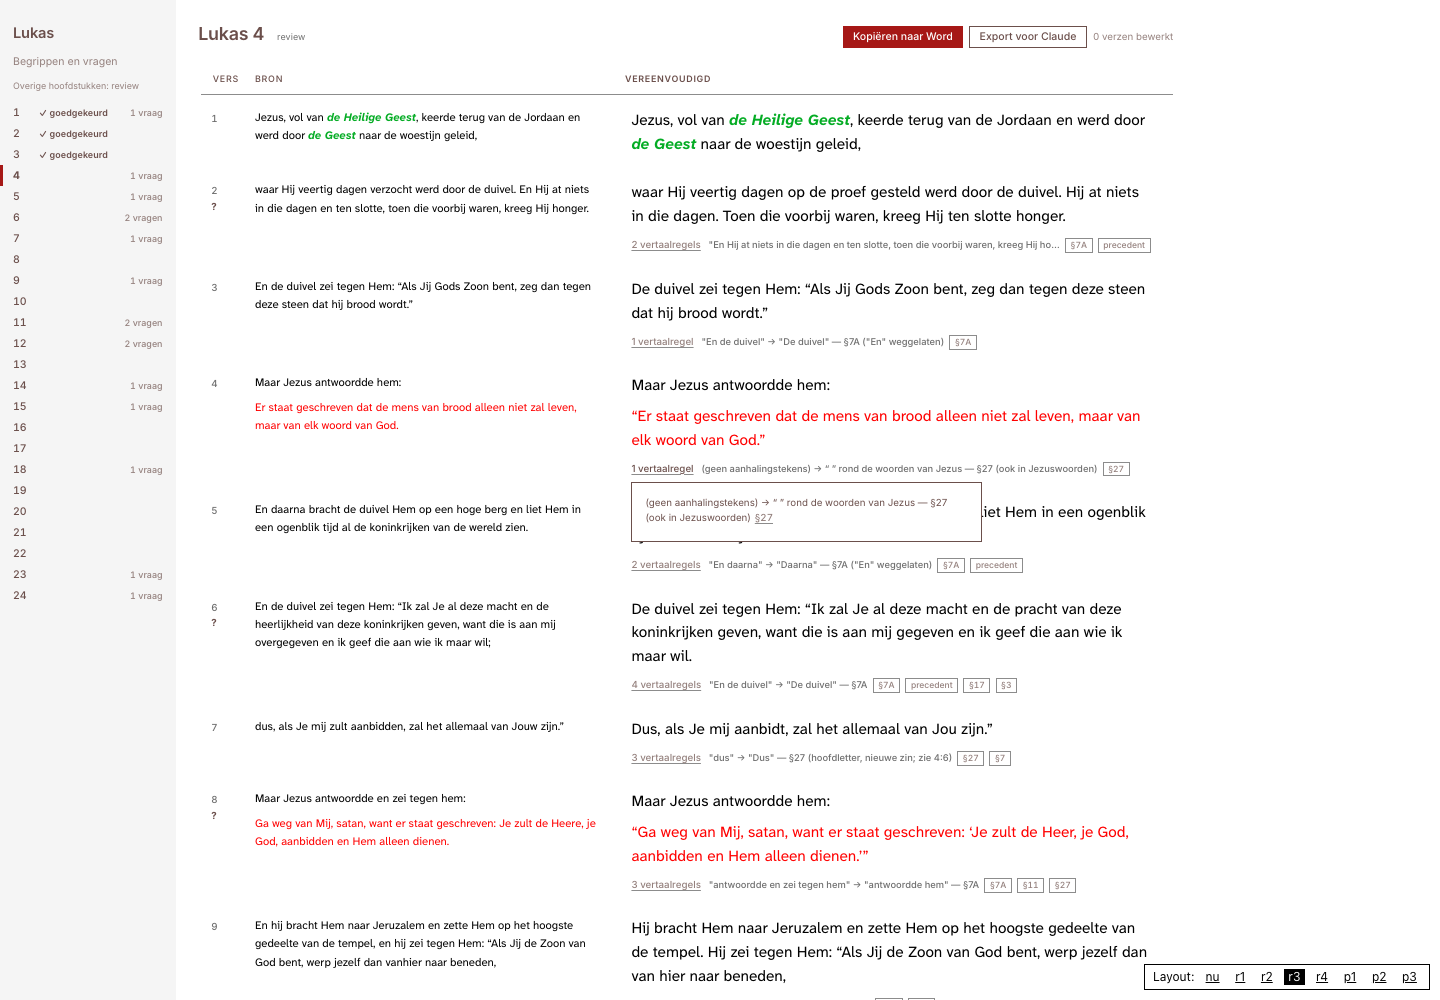 Lukas
Begrippen en vragen
Overige hoofdstukken: review
1 ✓ goedgekeurd 1 vraag
2 ✓ goedgekeurd
3 ✓ goedgekeurd
4 1 vraag
5 1 vraag
6 2 vragen
7 1 vraag
8
9 1 vraag
10
11 2 vragen
12 2 vragen
13
14 1 vraag
15 1 vraag
16
17
18 1 vraag
19
20
21
22
23 1 vraag
24 1 vraag
Lukas 4 review
Kopiëren naar Word Export voor Claude 0 verzen bewerkt
VERS BRON VEREENVOUDIGD
1
Jezus, vol van de Heilige Geest, keerde terug van de Jordaan en
werd door de Geest naar de woestijn geleid,
Jezus, vol van de Heilige Geest, keerde terug van de Jordaan en werd door
de Geest naar de woestijn geleid,
2
?
waar Hij veertig dagen verzocht werd door de duivel. En Hij at niets
in die dagen en ten slotte, toen die voorbij waren, kreeg Hij honger.
waar Hij veertig dagen op de proef gesteld werd door de duivel. Hij at niets
in die dagen. Toen die voorbij waren, kreeg Hij ten slotte honger.
2 vertaalregels "En Hij at niets in die dagen en ten slotte, toen die voorbij waren, kreeg Hij ho... §7A precedent
3
En de duivel zei tegen Hem: “Als Jij Gods Zoon bent, zeg dan tegen
deze steen dat hij brood wordt.”
De duivel zei tegen Hem: “Als Jij Gods Zoon bent, zeg dan tegen deze steen
dat hij brood wordt.”
1 vertaalregel "En de duivel" → "De duivel" — §7A ("En" weggelaten) §7A
4
Maar Jezus antwoordde hem:
Er staat geschreven dat de mens van brood alleen niet zal leven,
maar van elk woord van God.
Maar Jezus antwoordde hem:
“Er staat geschreven dat de mens van brood alleen niet zal leven, maar van
elk woord van God.”
1 vertaalregel (geen aanhalingstekens) → “ ” rond de woorden van Jezus — §27 (ook in Jezuswoorden) §27
(geen aanhalingstekens) → “ ” rond de woorden van Jezus — §27
(ook in Jezuswoorden) §27
5
En daarna bracht de duivel Hem op een hoge berg en liet Hem in
een ogenblik tijd al de koninkrijken van de wereld zien.
liet Hem in een ogenblik
2 vertaalregels "En daarna" → "Daarna" — §7A ("En" weggelaten) §7A precedent
6
?
En de duivel zei tegen Hem: “Ik zal Je al deze macht en de
heerlijkheid van deze koninkrijken geven, want die is aan mij
overgegeven en ik geef die aan wie ik maar wil;
De duivel zei tegen Hem: “Ik zal Je al deze macht en de pracht van deze
koninkrijken geven, want die is aan mij gegeven en ik geef die aan wie ik
maar wil.
4 vertaalregels "En de duivel" → "De duivel" — §7A §7A precedent §17 §3
7
dus, als Je mij zult aanbidden, zal het allemaal van Jouw zijn.”
Dus, als Je mij aanbidt, zal het allemaal van Jou zijn.”
3 vertaalregels "dus" → "Dus" — §27 (hoofdletter, nieuwe zin; zie 4:6) §27 §7
8
?
Maar Jezus antwoordde en zei tegen hem:
Ga weg van Mij, satan, want er staat geschreven: Je zult de Heere, je
God, aanbidden en Hem alleen dienen.
Maar Jezus antwoordde hem:
“Ga weg van Mij, satan, want er staat geschreven: ‘Je zult de Heer, je God,
aanbidden en Hem alleen dienen.’”
3 vertaalregels "antwoordde en zei tegen hem" → "antwoordde hem" — §7A §7A §11 §27
9
En hij bracht Hem naar Jeruzalem en zette Hem op het hoogste
gedeelte van de tempel, en hij zei tegen Hem: “Als Jij de Zoon van
God bent, werp jezelf dan vanhier naar beneden,
Hij bracht Hem naar Jeruzalem en zette Hem op het hoogste gedeelte van
de tempel. Hij zei tegen Hem: “Als Jij de Zoon van God bent, werp jezelf dan
van hier naar beneden,
Layout: nu r1 r2 r3 r4 p1 p2 p3